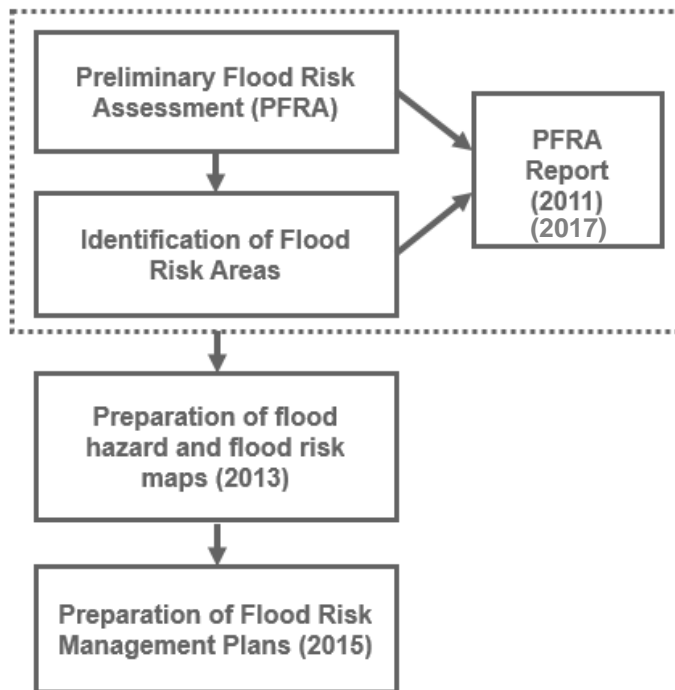 Preliminary Flood Risk
Assessment (PFRA)
PFRA
Report
(2011)
(2017)
Identification of Flood
Risk Areas
Preparation of flood
hazard and flood risk
maps (2013)
Preparation of Flood Risk
Management Plans (2015)